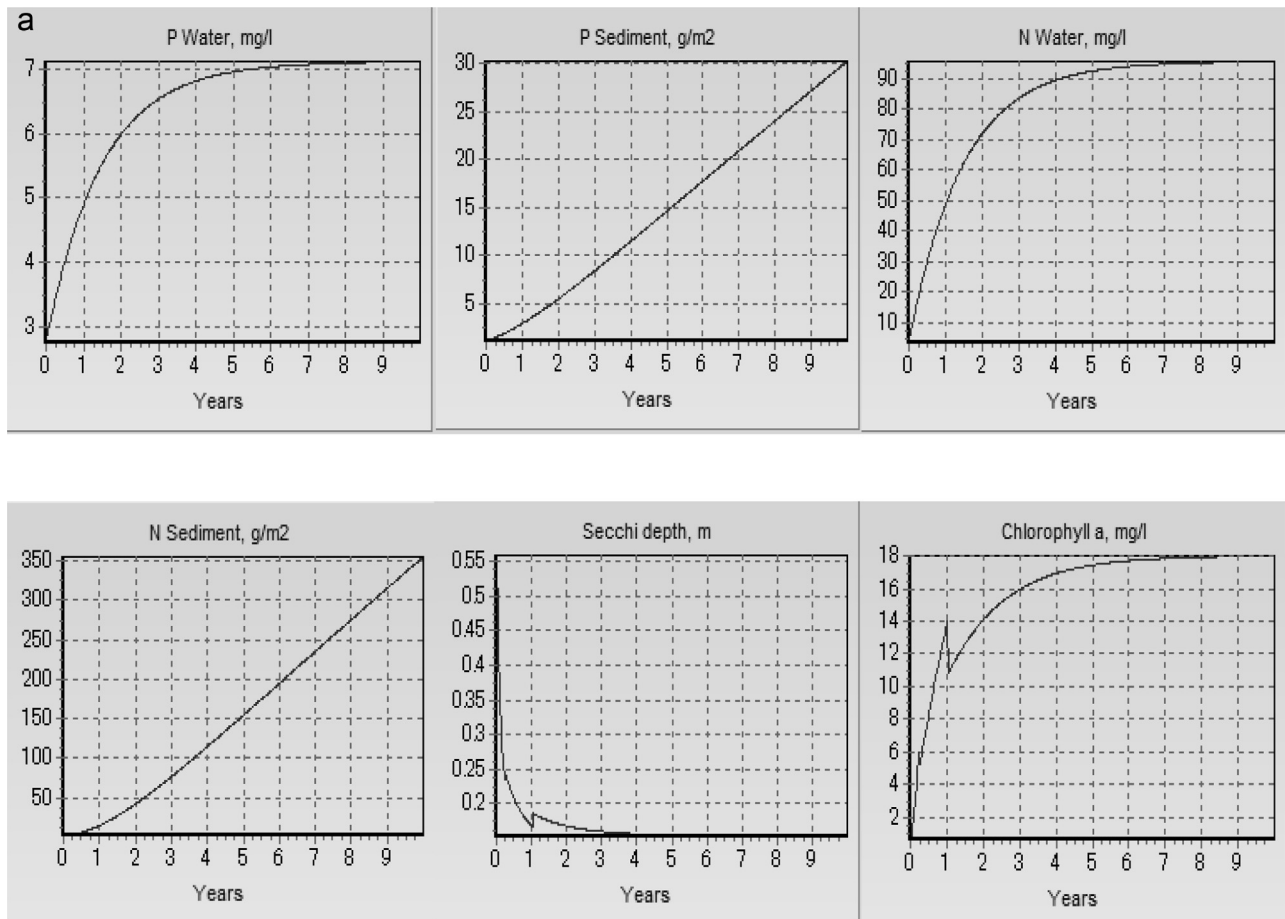 a
P Water, mg/l
7
6
5
4
3
0 1 2 3 4 5 6 7 8 9
Years
P Sediment, g/m2
30
25
20
15
10
5
0 1 2 3 4 5 6 7 8 9
Years
N Water, mg/l
90
80
70
60
50
40
30
20
10
0 1 2 3 4 5 6 7 8 9
Years
N Sediment, g/m2
350
300
250
200
150
100
50
0 1 2 3 4 5 6 7 8 9
Years
Secchi depth, m
0.55
0.5
0.45
0.4
0.35
0.3
0.25
0.2
0 1 2 3 4 5 6 7 8 9
Years
Chlorophyll a, mg/l
18
16
14
12
10
8
6
4
2
0 1 2 3 4 5 6 7 8 9
Years